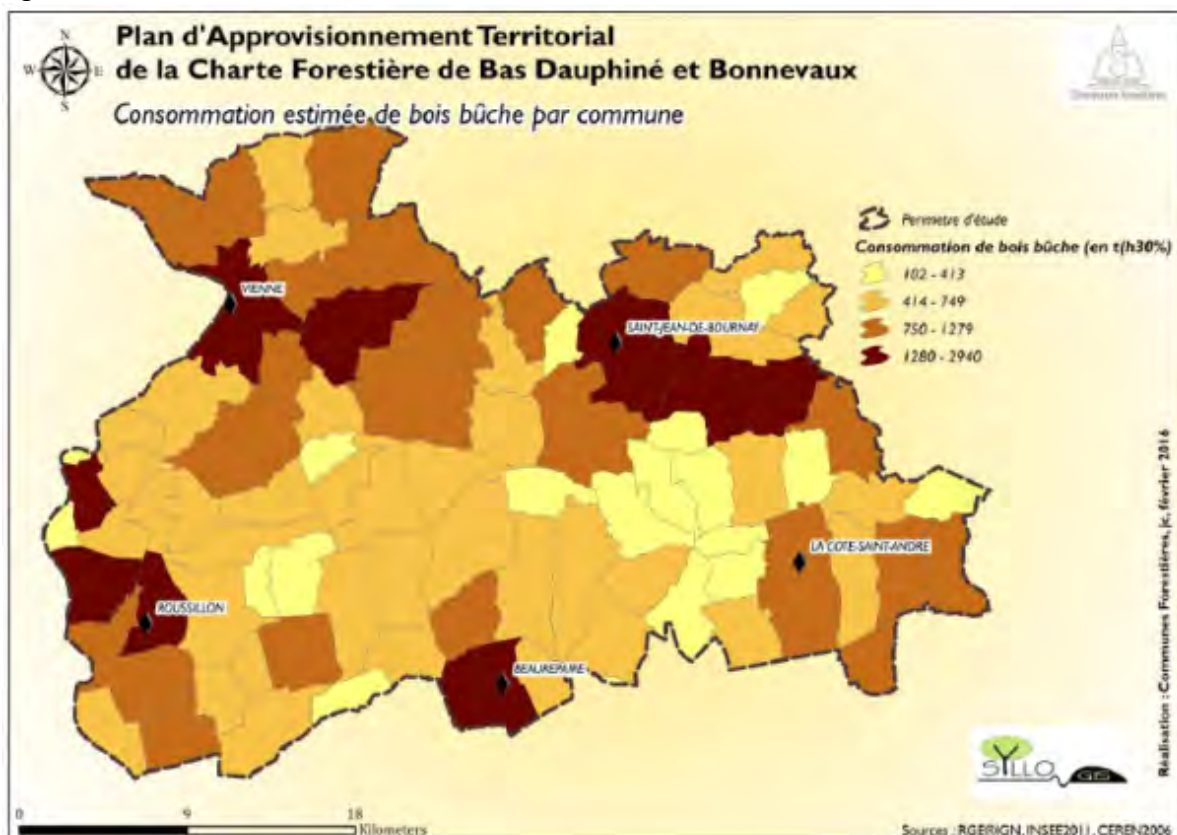 Plan d'Approvisionnement Territorial
de la Charte Forestière de Bas Dauphiné et Bonnevaux
Consommation estimée de bois bûche par commune
N
W E
S
Communes forestières
Perimetre d'étude
Consommation de bois bûche (en t(h30%)
102 - 413
414 - 749
750 - 1279
1280 - 2940
VIENNE
SAINT-JEAN-DE-BOURNAY
LA COTE-SAINT-ANDRE
ROUSSILLON
BEAUREPAIRE
Réalisation : Communes Forestières, jc, février 2016
SYLLO GIS
0 9 18
Kilometers
Sources : INSEE2011, CEREN2006